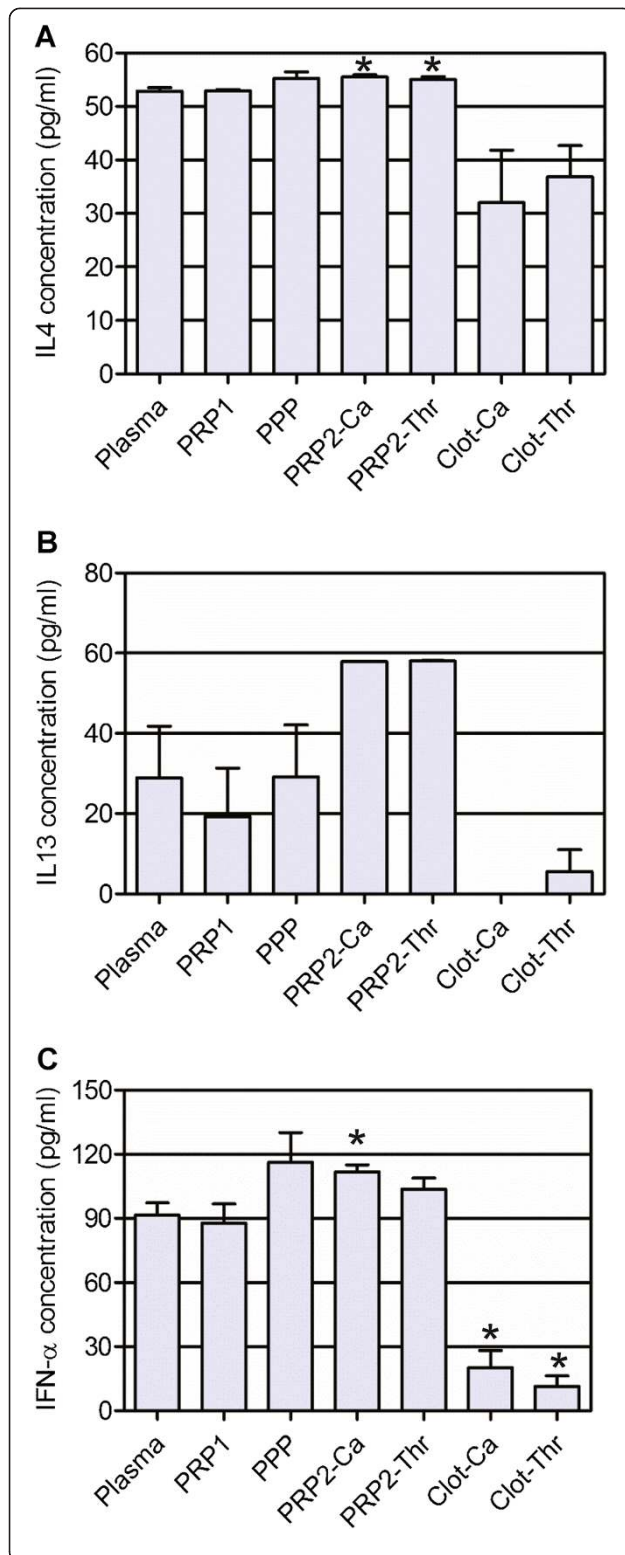 A
IL4 concentration (pg/ml)
60
50
40
30
20
10
0
* *
Plasma
PRP1
PPP
PRP2-Ca
PRP2-Thr
Clot-Ca
Clot-Thr
B
IL13 concentration (pg/ml)
80
60
40
20
0
Plasma
PRP1
PPP
PRP2-Ca
PRP2-Thr
Clot-Ca
Clot-Thr
C
IFN-α concentration (pg/ml)
150
120
90
60
30
0
*
*
*
Plasma
PRP1
PPP
PRP2-Ca
PRP2-Thr
Clot-Ca
Clot-Thr